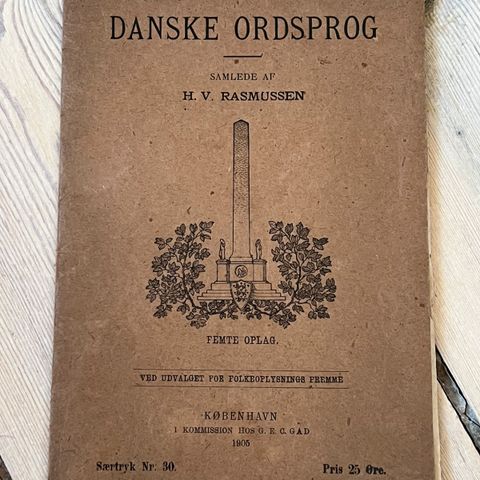 DANSKE ORDSPROG
SAMLEDE AF
H. V. RASMUSSEN
FEMTE OPLAG.
VED UDVALGET FOR FOLKEOPLYSNINGS FREMME
KØBENHAVN
I KOMMISSION HOS G. E. C. GAD
1905
Særtryk Nr. 30.
Pris 25 Øre.